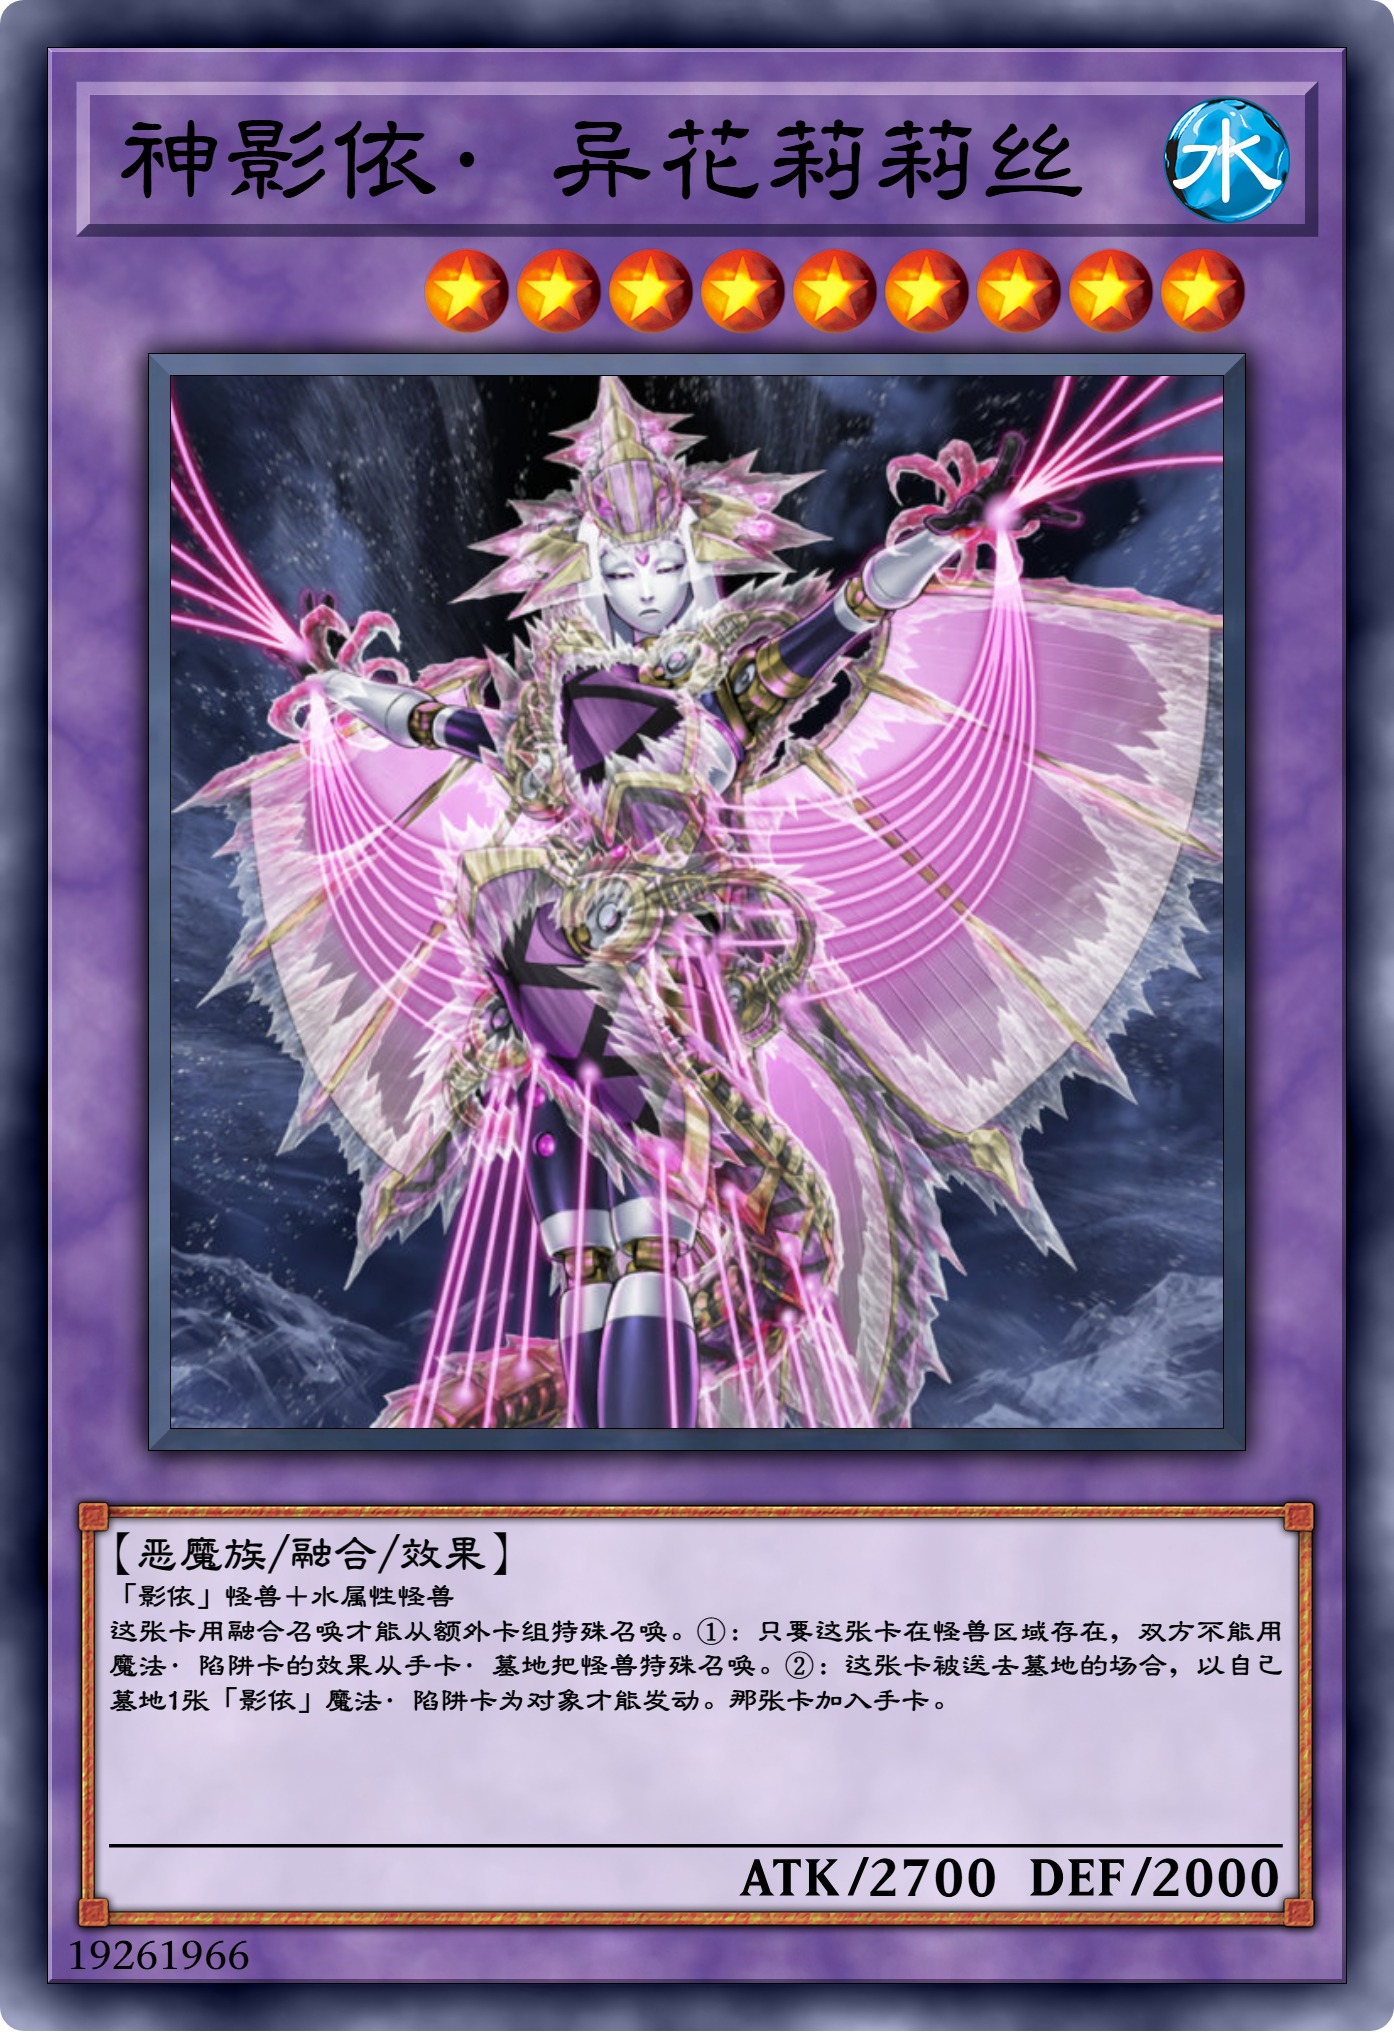 神影依·异花莉莉丝
水
【恶魔族/融合/效果】
「影依」怪兽＋水属性怪兽
这张卡用融合召唤才能从额外卡组特殊召唤。①：只要这张卡在怪兽区域存在，双方不能用
魔法·陷阱卡的效果从手卡·墓地把怪兽特殊召唤。②：这张卡被送去墓地的场合，以自己
墓地1张「影依」魔法·陷阱卡为对象才能发动。那张卡加入手卡。
ATK/2700 DEF/2000
19261966